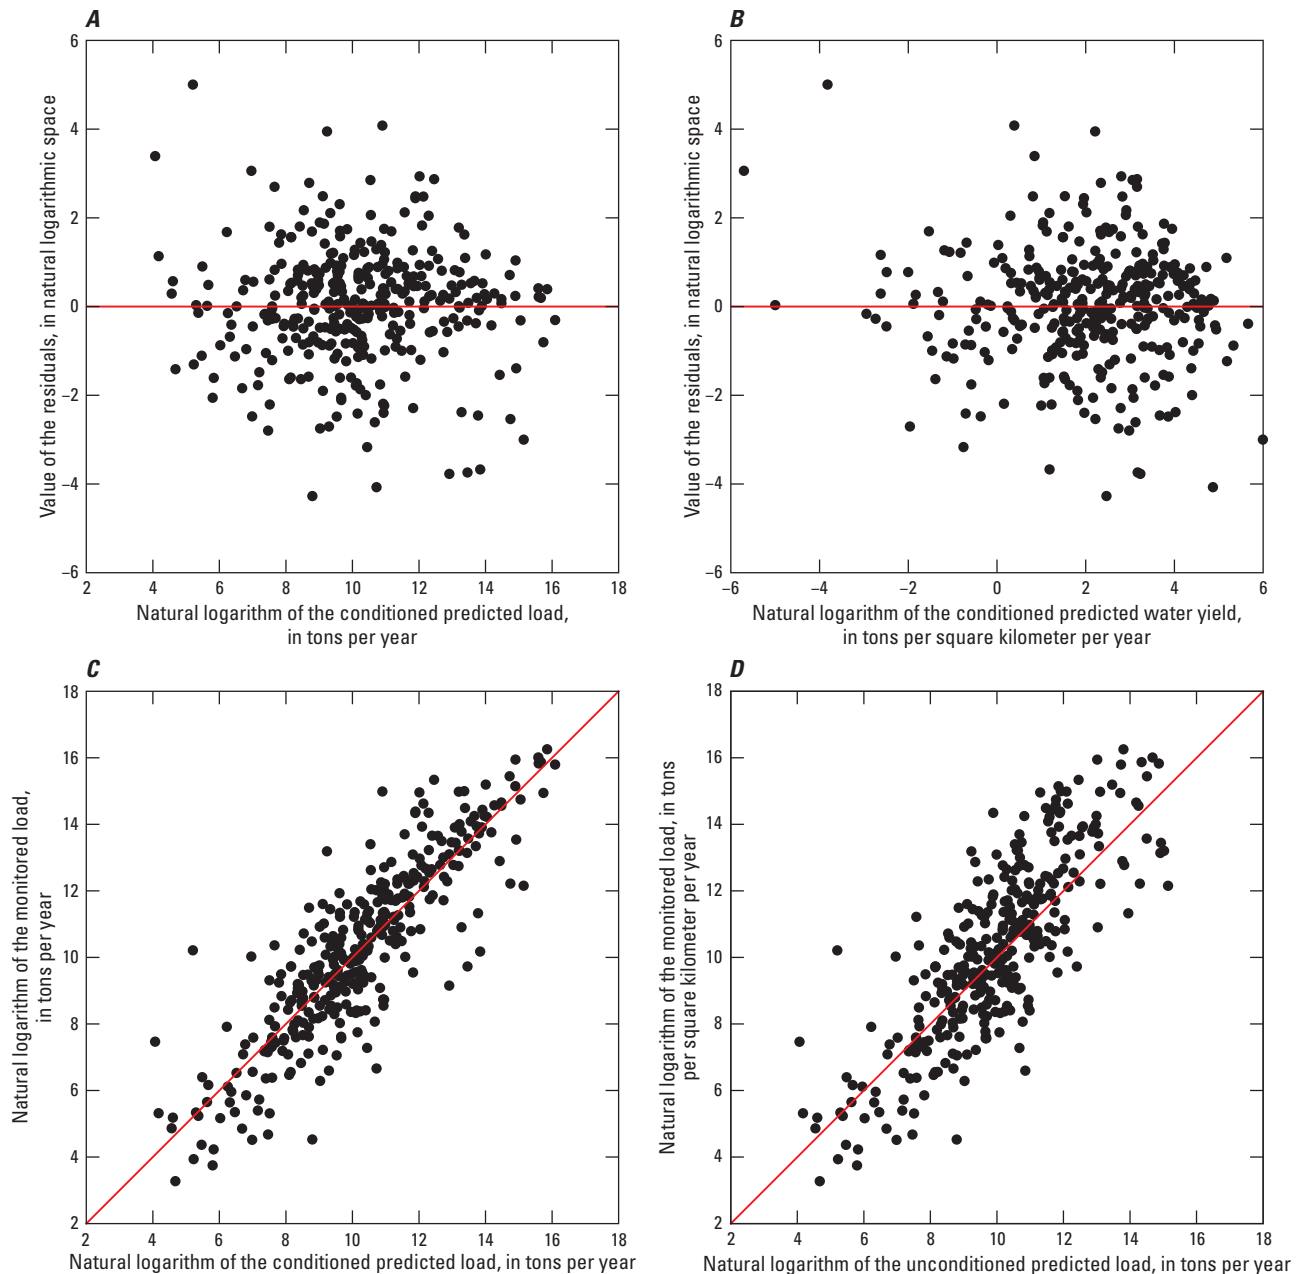 A
B
6
4
2
0
–2
–4
–6
Value of the residuals, in natural logarithmic space
2 4 6 8 10 12 14 16 18
Natural logarithm of the conditioned predicted load,
in tons per year
6
4
2
0
–2
–4
–6
Value of the residuals, in natural logarithmic space
–6 –4 –2 0 2 4 6
Natural logarithm of the conditioned predicted water yield,
in tons per square kilometer per year
C
D
18
16
14
12
10
8
6
4
2
Natural logarithm of the monitored load,
in tons per year
2 4 6 8 10 12 14 16 18
Natural logarithm of the conditioned predicted load, in tons per year
18
16
14
12
10
8
6
4
2
Natural logarithm of the monitored load, in tons
per square kilometer per year
2 4 6 8 10 12 14 16 18
Natural logarithm of the unconditioned predicted load, in tons per year